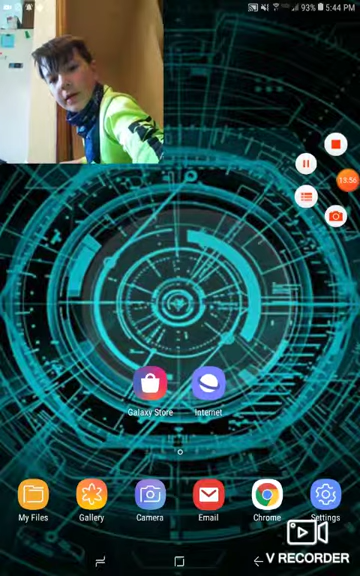 93% 5:44 PM
13:56
Galaxy Store
Internet
My Files
Gallery
Camera
Email
Chrome
Settings
V RECORDER